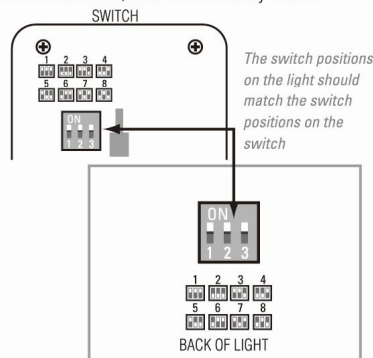 SWITCH
1 2 3 4
5 6 7 8
ON
1 2 3
The switch positions
on the light should
match the switch
positions on the
switch
ON
1 2 3
1 2 3 4
5 6 7 8
BACK OF LIGHT